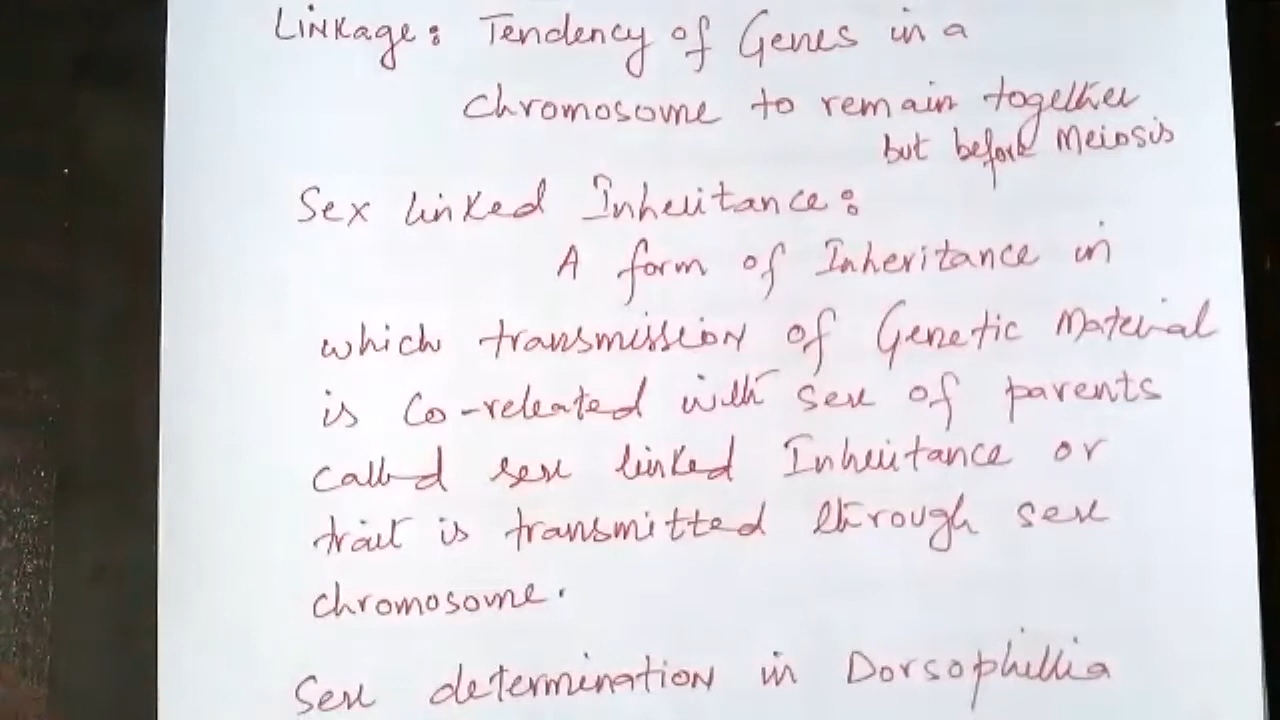 Linkage: Tendency of Genes in a
chromosome to remain together
but before Meiosis
Sex linked Inheritance:
A form of Inheritance in
which transmission of Genetic Material
is Co-releated with sex of parents
called sex linked Inheritance or
trait is transmitted through sex
chromosome.
Sex determination in Dorsophillia